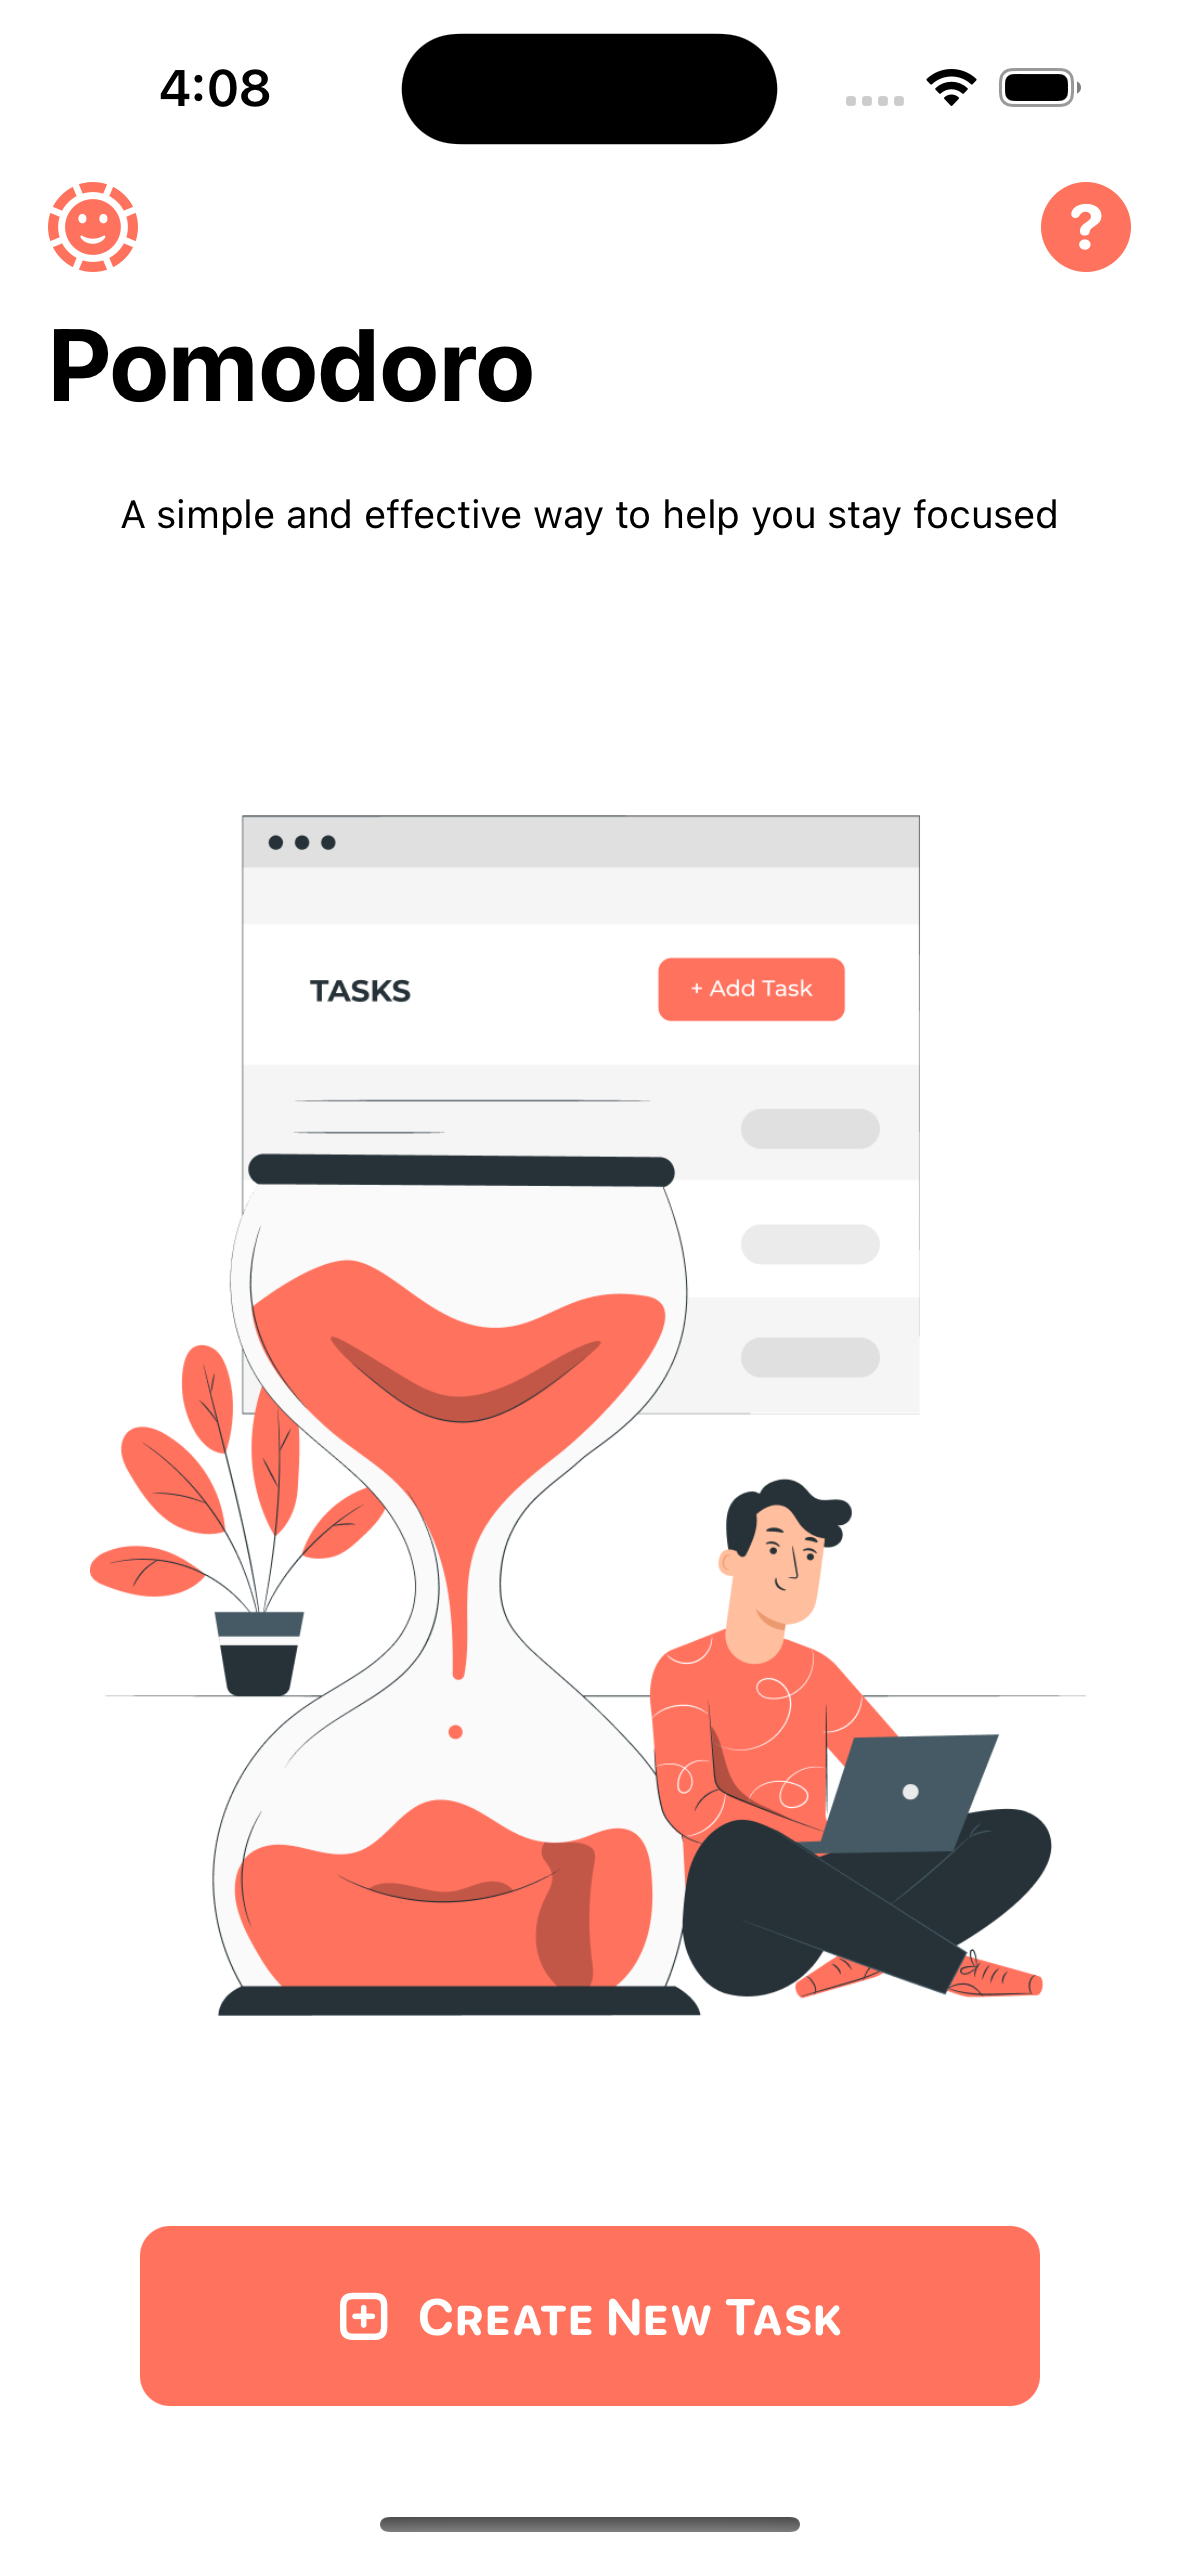 4:08
?
Pomodoro
A simple and effective way to help you stay focused
TASKS
+ Add Task
CREATE NEW TASK